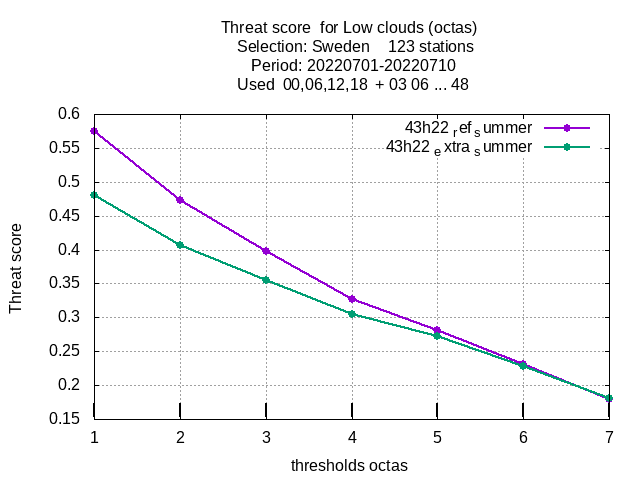 Threat score  for Low clouds (octas)
Selection: Sweden    123 stations
Period: 20220701-20220710
Used  00,06,12,18  + 03 06 ... 48
43h22 ref summer
43h22 extra summer
0.6
0.55
0.5
0.45
0.4
0.35
0.3
0.25
0.2
0.15
Threat score
1 2 3 4 5 6 7
thresholds octas